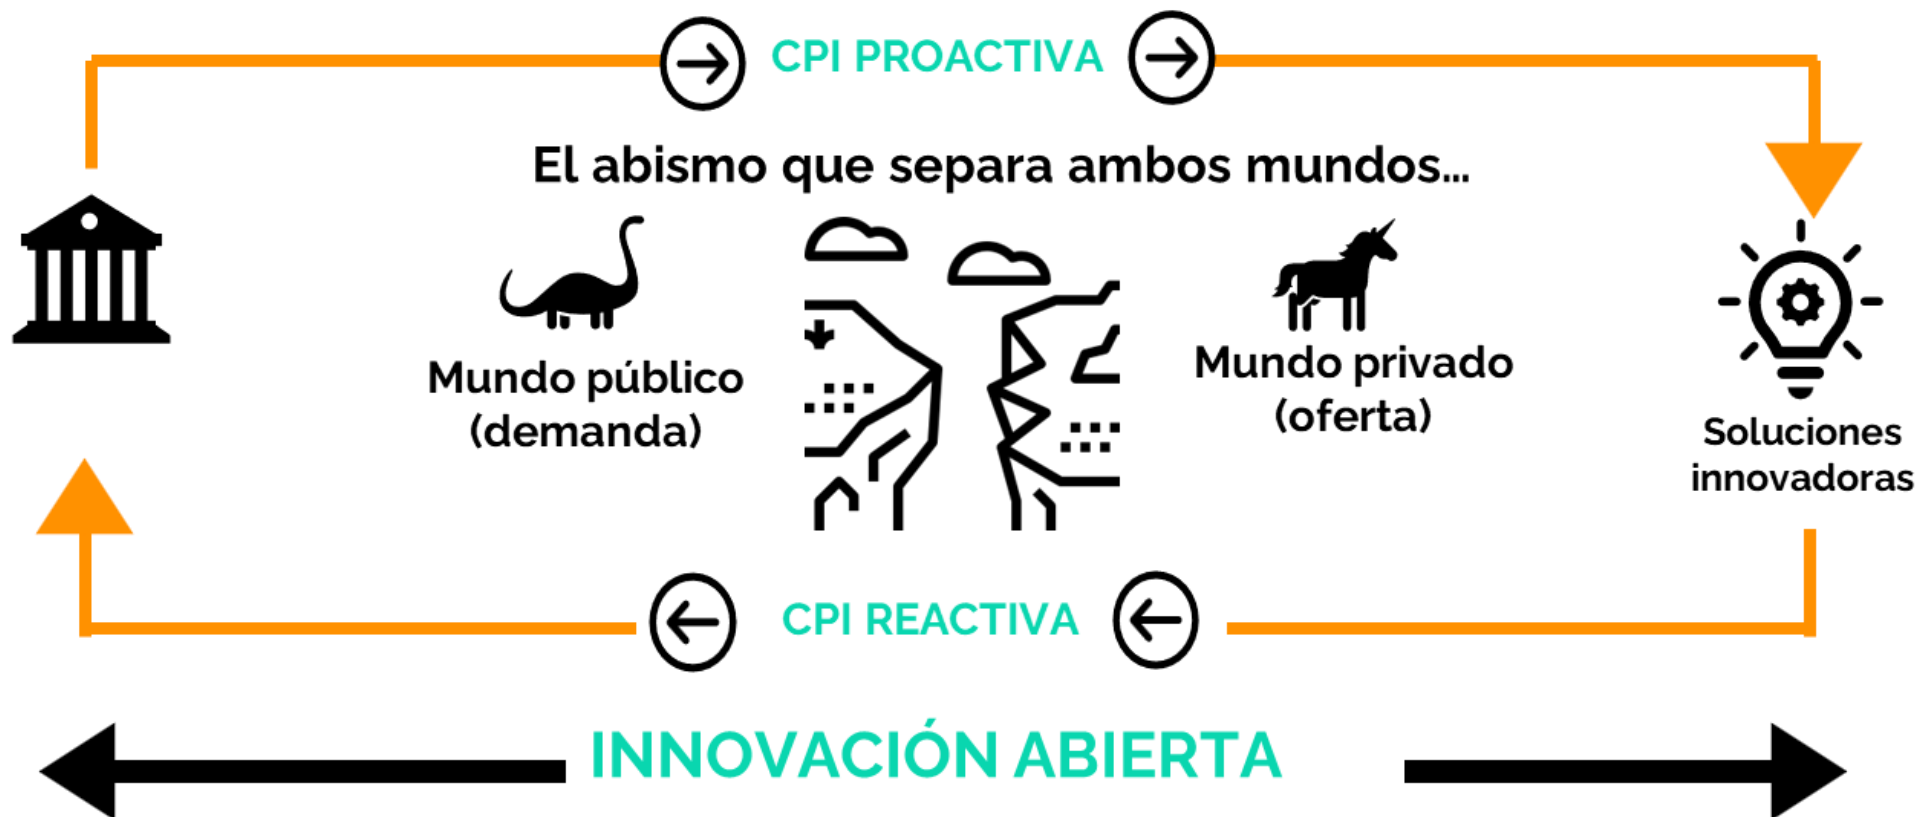 CPI PROACTIVA
El abismo que separa ambos mundos...
Mundo público
(demanda)
Mundo privado
(oferta)
Soluciones
innovadoras
CPI REACTIVA
INNOVACIÓN ABIERTA